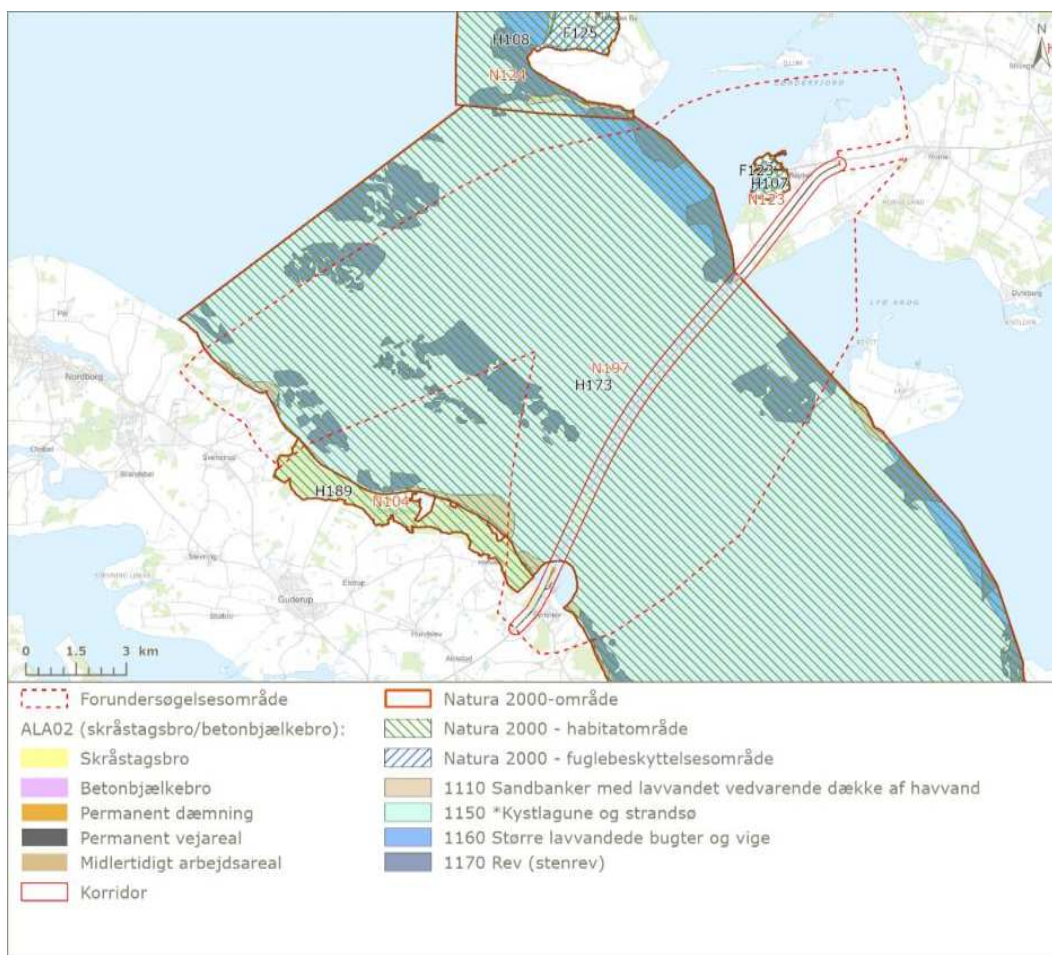 H108
F125
N124
N
F123
H107
N123
LYØ KROG
Nordborg
N197
H173
H189
N104
Guderup
0 1.5 3 km
Forundersøgelsesområde
ALA02 (skråstagsbro/betonbjælkebro):
Skråstagsbro
Betonbjælkebro
Permanent dæmning
Permanent vejareal
Midlertidigt arbejdsareal
Korridor
Natura 2000-område
Natura 2000 - habitatområde
Natura 2000 - fuglebeskyttelsesområde
1110 Sandbanker med lavvandet vedvarende dække af havvand
1150 *Kystlagune og strandsø
1160 Større lavvandede bugter og vige
1170 Rev (stenrev)